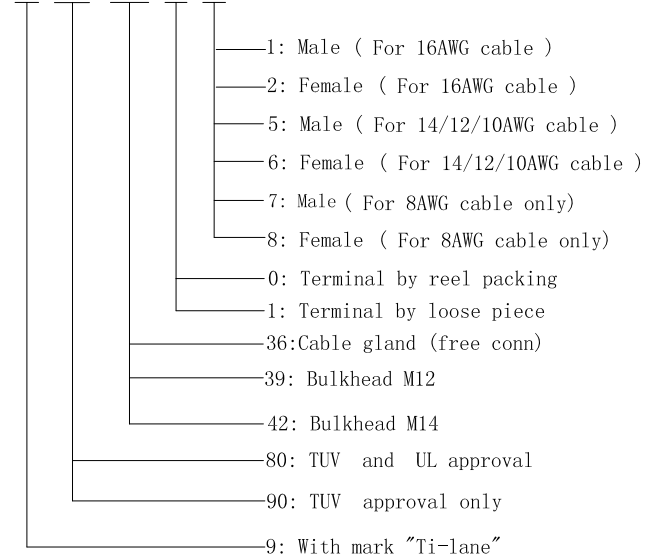 1: Male ( For 16AWG cable )
2: Female ( For 16AWG cable )
5: Male ( For 14/12/10AWG cable )
6: Female ( For 14/12/10AWG cable )
7: Male ( For 8AWG cable only)
8: Female ( For 8AWG cable only)
0: Terminal by reel packing
1: Terminal by loose piece
36:Cable gland (free conn)
39: Bulkhead M12
42: Bulkhead M14
80: TUV and UL approval
90: TUV approval only
9: With mark "Ti-lane"